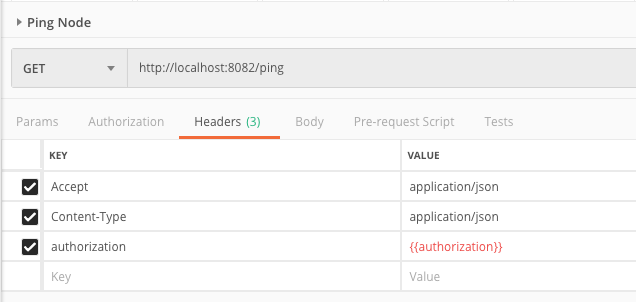 Ping Node
GET http://localhost:8082/ping
Params Authorization Headers (3) Body Pre-request Script Tests
KEY VALUE
Accept application/json
Content-Type application/json
authorization {{authorization}}
Key Value